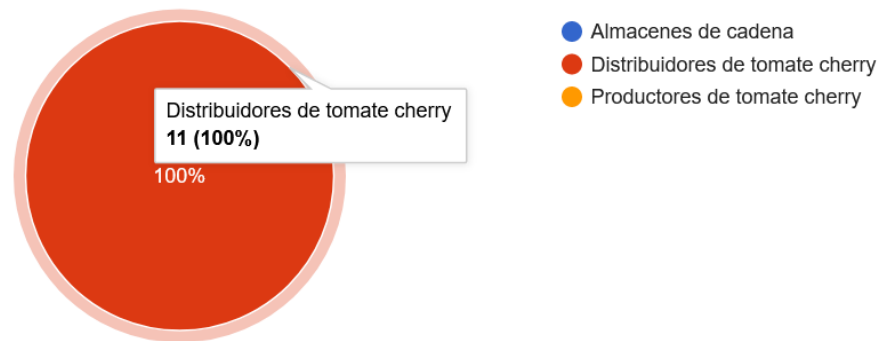 Distribuidores de tomate cherry
11 (100%)
100%
Almacenes de cadena
Distribuidores de tomate cherry
Productores de tomate cherry